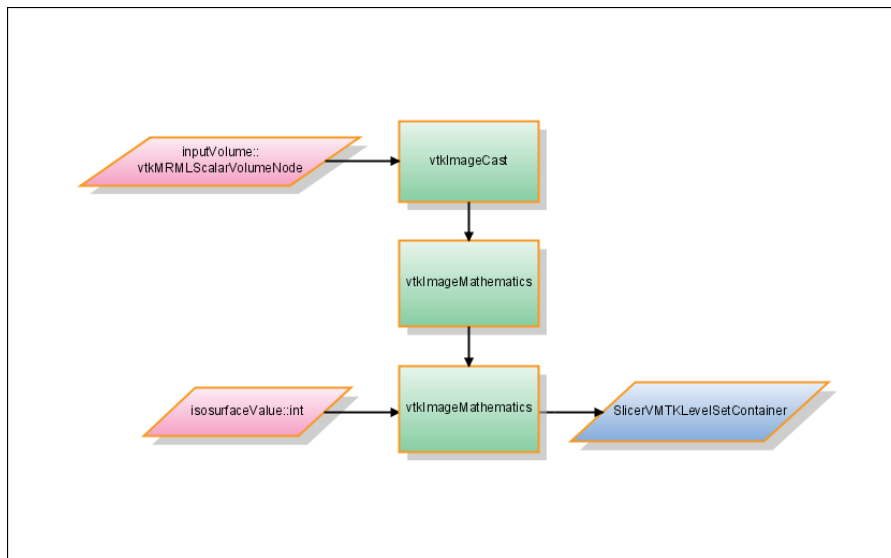 inputVolume::
vtkMRMLScalarVolumeNode
vtkImageCast
vtkImageMathematics
isosurfaceValue::int
vtkImageMathematics
SlicerVMTKLevelSetContainer